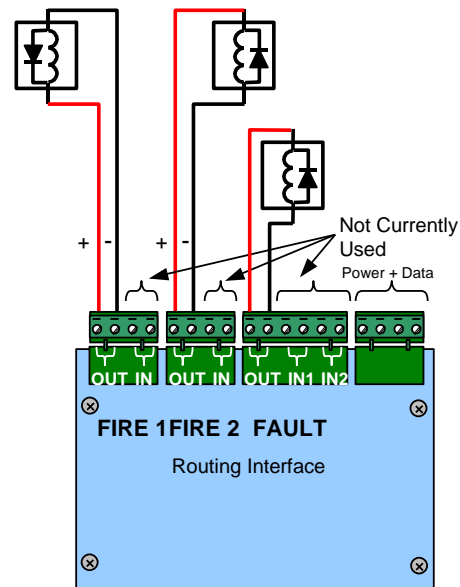 Not Currently
Used
+ - + -
Power + Data
OUT IN OUT IN OUT IN1 IN2
FIRE 1FIRE 2 FAULT
Routing Interface